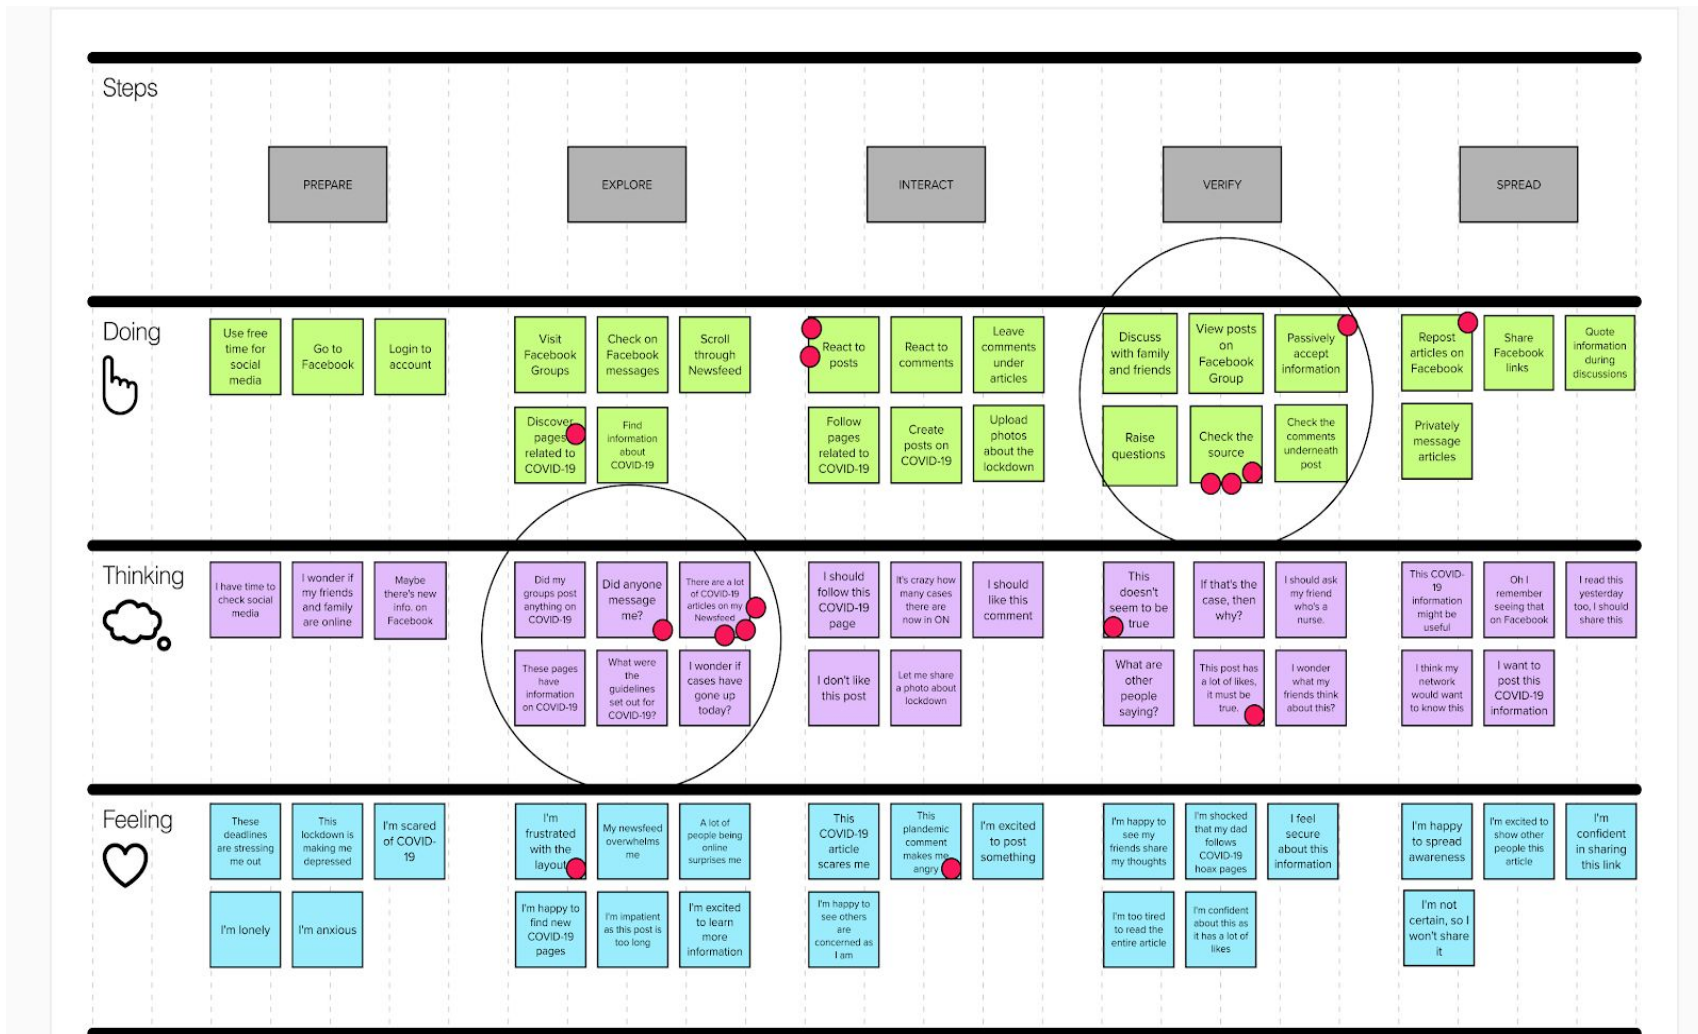 Steps
PREPARE
EXPLORE
INTERACT
VERIFY
SPREAD
Doing
Use free
time for
social
media
Go to
Facebook
Login to
account
Visit
Facebook
Groups
Check on
Facebook
messages
Scroll
through
Newsfeed
React to
posts
React to
comments
Leave
comments
under
articles
Discuss
with family
and friends
View posts
on
Facebook
Group
Passively
accept
information
Repost
articles on
Facebook
Share
Facebook
links
Quote
information
during
discussions
Discover
pages
related to
COVID-19
Find
information
about
COVID-19
Follow
pages
related to
COVID-19
Create
posts on
COVID-19
Upload
photos
about the
lockdown
Raise
questions
Check the
source
Check the
comments
underneath
post
Privately
message
articles
Thinking
I have time to
check social
media
I wonder if
my friends
and family
are online
Maybe
there's new
info. on
Facebook
Did my
groups post
anything on
COVID-19
Did anyone
message
me?
There are a lot
of COVID-19
articles on my
Newsfeed
I should
follow this
COVID-19
page
It's crazy how
many cases
there are
now in ON
I should
like this
comment
This
doesn't
seem to be
true
If that's the
case, then
why?
I should ask
my friend
who's a
nurse.
This COVID-
19
information
might be
useful
Oh I
remember
seeing that
on Facebook
I read this
yesterday
too, I should
share this
These pages
have
information
on COVID-19
What were
the
guidelines
set out for
COVID-19?
I wonder if
cases have
gone up
today?
I don't like
this post
Let me share
a photo about
lockdown
What are
other
people
saying?
This post has
a lot of likes,
it must be
true.
I wonder
what my
friends think
about this?
I think my
network
would want
to know this
I want to
post this
COVID-19
information
Feeling
These
deadlines
are stressing
me out
This
lockdown is
making me
depressed
I'm scared
of COVID-
19
I'm
frustrated
with the
layout
My newsfeed
overwhelms
me
A lot of
people being
online
surprises me
This
COVID-19
article
scares me
This
plandemic
comment
makes me
angry
I'm excited
to post
something
I'm happy to
see my
friends share
my thoughts
I'm shocked
that my dad
follows
COVID-19
hoax pages
I feel
secure
about this
information
I'm happy
to spread
awareness
I'm excited to
show other
people this
article
I'm
confident
in sharing
this link
I'm lonely
I'm anxious
I'm happy to
find new
COVID-19
pages
I'm impatient
as this post is
too long
I'm excited
to learn
more
information
I'm happy to
see others
are
concerned as
I am
I'm too tired
to read the
entire article
I'm confident
about this as
it has a lot of
likes
I'm not
certain, so I
won't share
it